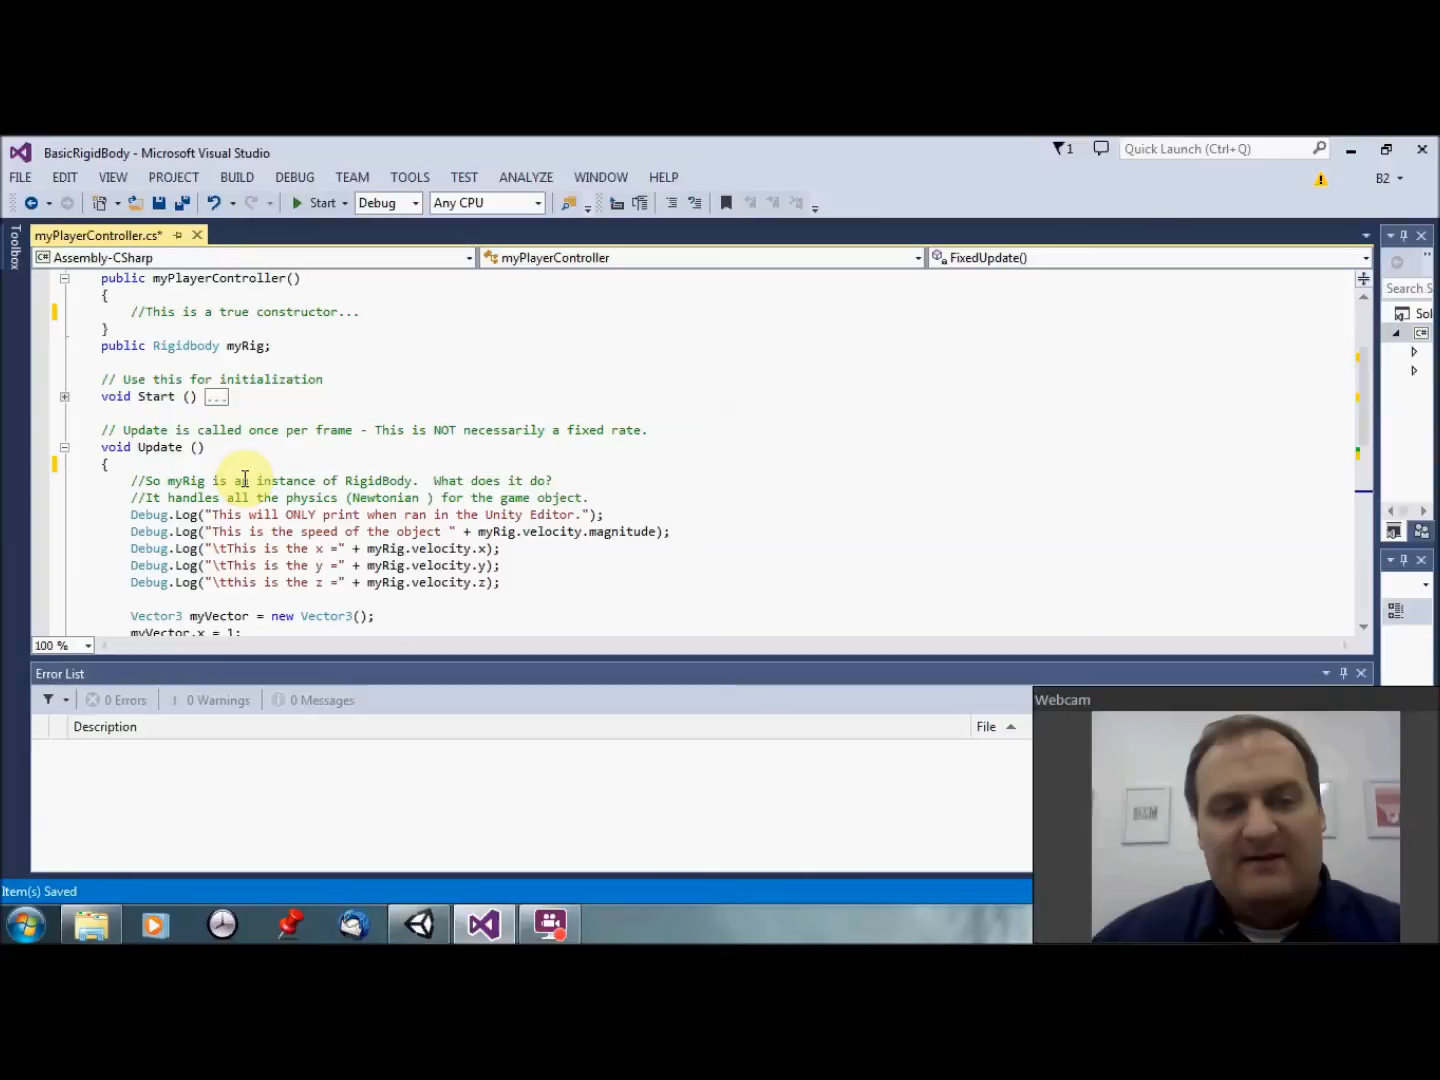 BasicRigidBody - Microsoft Visual Studio
1
Quick Launch (Ctrl+Q)
FILE EDIT VIEW PROJECT BUILD DEBUG TEAM TOOLS TEST ANALYZE WINDOW HELP
B2
Start Debug Any CPU
Toolbox
myPlayerController.cs*
Assembly-CSharp myPlayerController FixedUpdate()
public myPlayerController()
{
//This is a true constructor...
}
public Rigidbody myRig;
// Use this for initialization
void Start () ...
// Update is called once per frame - This is NOT necessarily a fixed rate.
void Update ()
{
//So myRig is an instance of RigidBody.  What does it do?
//It handles all the physics (Newtonian ) for the game object.
Debug.Log("This will ONLY print when ran in the Unity Editor.");
Debug.Log("This is the speed of the object " + myRig.velocity.magnitude);
Debug.Log("\tThis is the x =" + myRig.velocity.x);
Debug.Log("\tThis is the y =" + myRig.velocity.y);
Debug.Log("\tthis is the z =" + myRig.velocity.z);
Vector3 myVector = new Vector3();
myVector.x = 1;
100 %
Search S
Sol
C#
Error List
0 Errors 0 Warnings 0 Messages
Description File
Webcam
Item(s) Saved